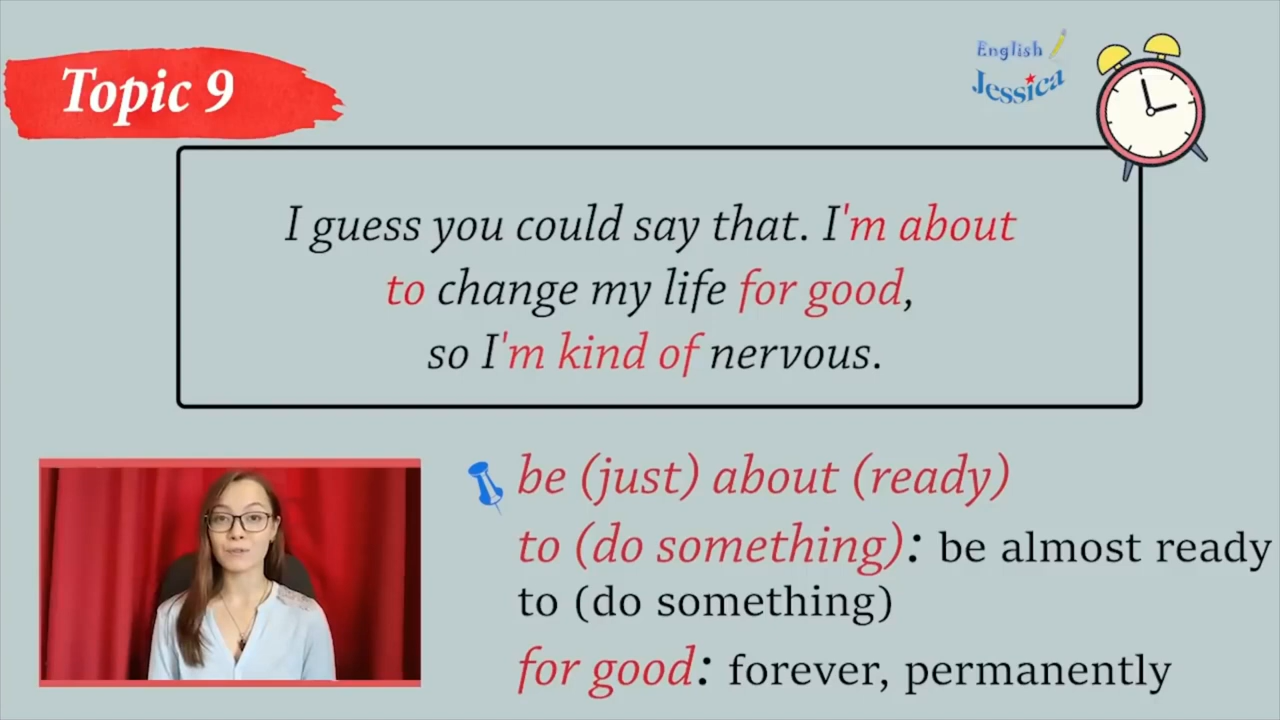 Topic 9
English
Jessica
I guess you could say that. I'm about
to change my life for good,
so I'm kind of nervous.
be (just) about (ready)
to (do something): be almost ready
to (do something)
for good: forever, permanently